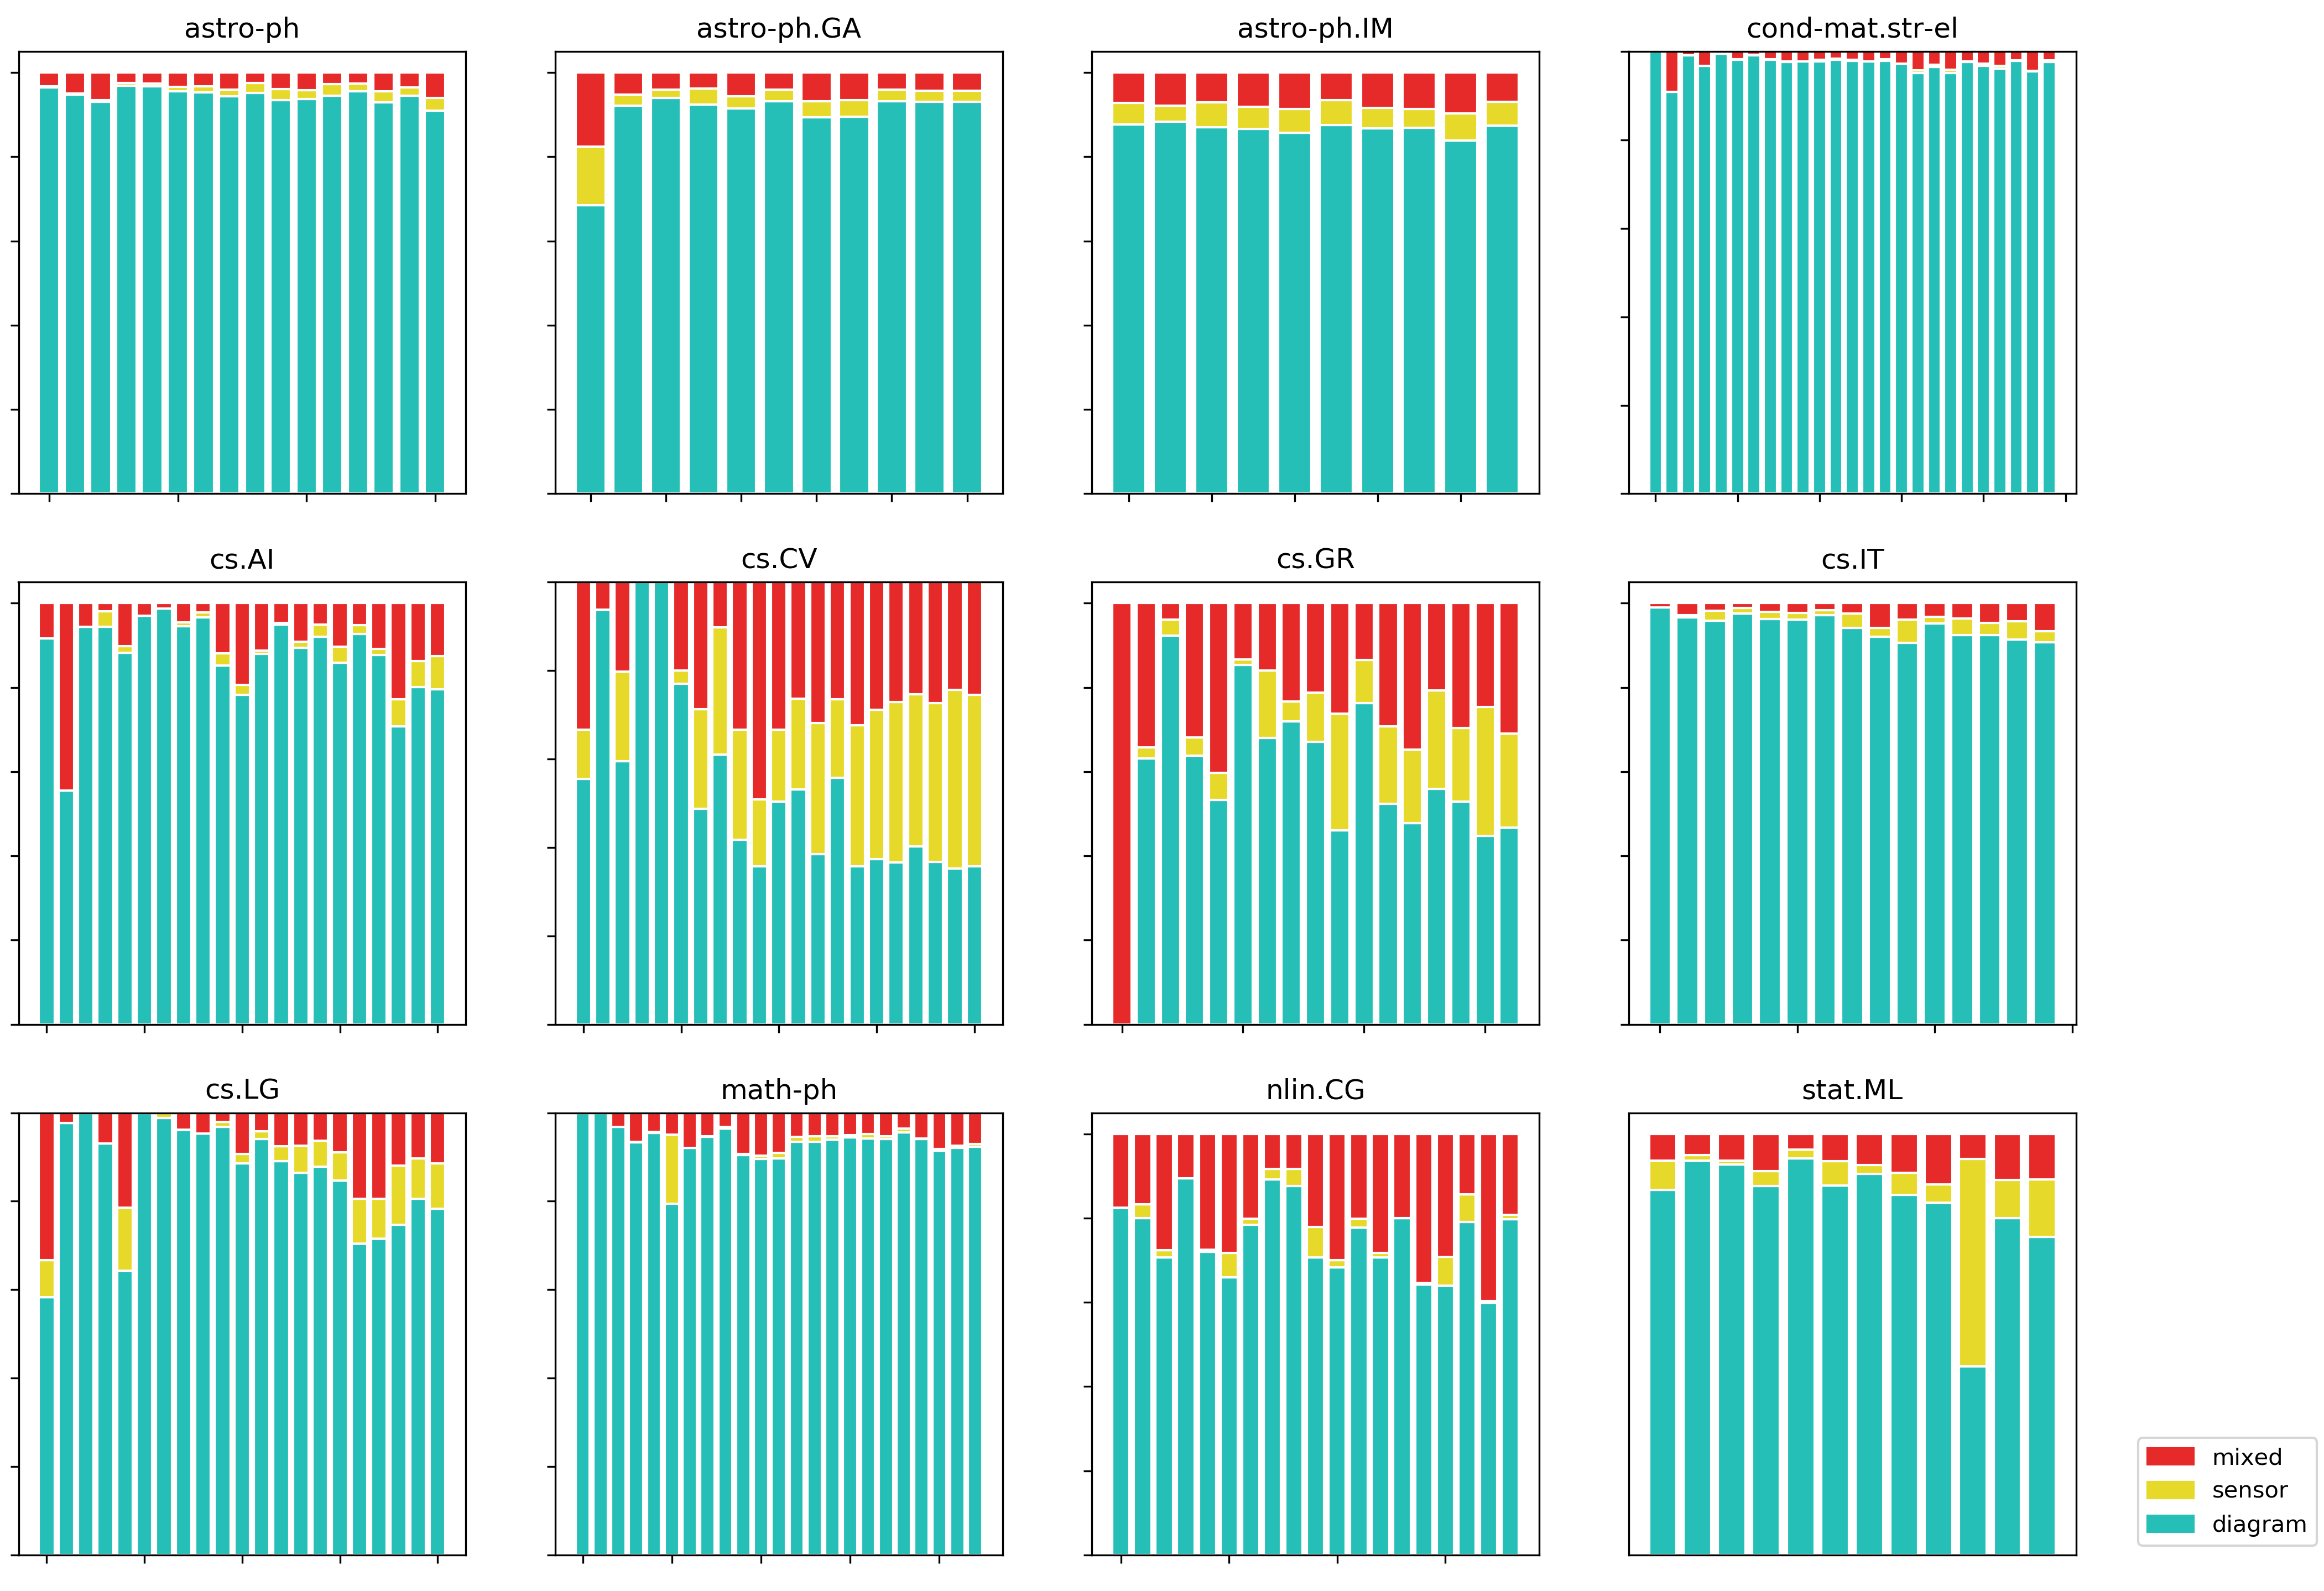 astro-ph
astro-ph.GA
astro-ph.IM
cond-mat.str-el
cs.AI
cs.CV
cs.GR
cs.IT
cs.LG
math-ph
nlin.CG
stat.ML
mixed
sensor
diagram